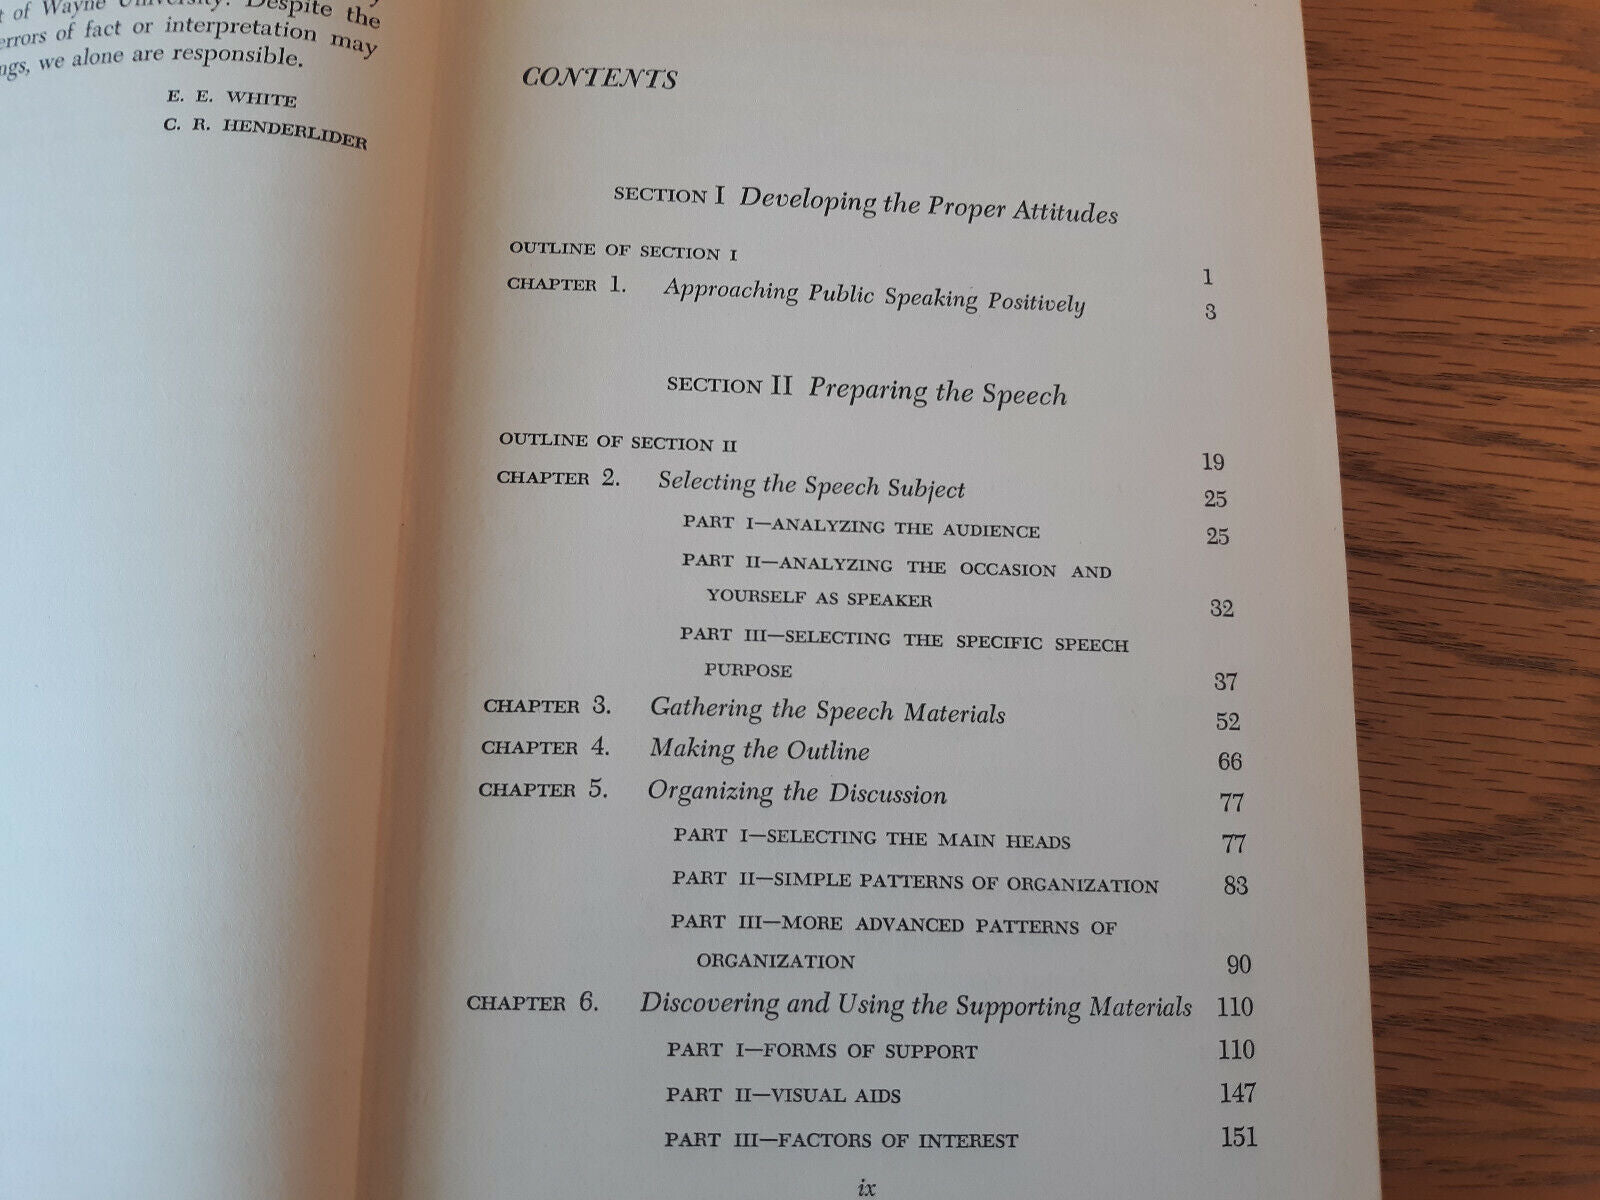 of Wayne University. Despite the
errors of fact or interpretation may
we alone are responsible.
E. E. WHITE
C. R. HENDERLIDER
CONTENTS
SECTION I Developing the Proper Attitudes
OUTLINE OF SECTION I 1
CHAPTER 1. Approaching Public Speaking Positively 3
SECTION II Preparing the Speech
OUTLINE OF SECTION II 19
CHAPTER 2. Selecting the Speech Subject 25
PART I—ANALYZING THE AUDIENCE 25
PART II—ANALYZING THE OCCASION AND
YOURSELF AS SPEAKER 32
PART III—SELECTING THE SPECIFIC SPEECH
PURPOSE 37
CHAPTER 3. Gathering the Speech Materials 52
CHAPTER 4. Making the Outline 66
CHAPTER 5. Organizing the Discussion 77
PART I—SELECTING THE MAIN HEADS 77
PART II—SIMPLE PATTERNS OF ORGANIZATION 83
PART III—MORE ADVANCED PATTERNS OF
ORGANIZATION 90
CHAPTER 6. Discovering and Using the Supporting Materials 110
PART I—FORMS OF SUPPORT 110
PART II—VISUAL AIDS 147
PART III—FACTORS OF INTEREST 151
ix